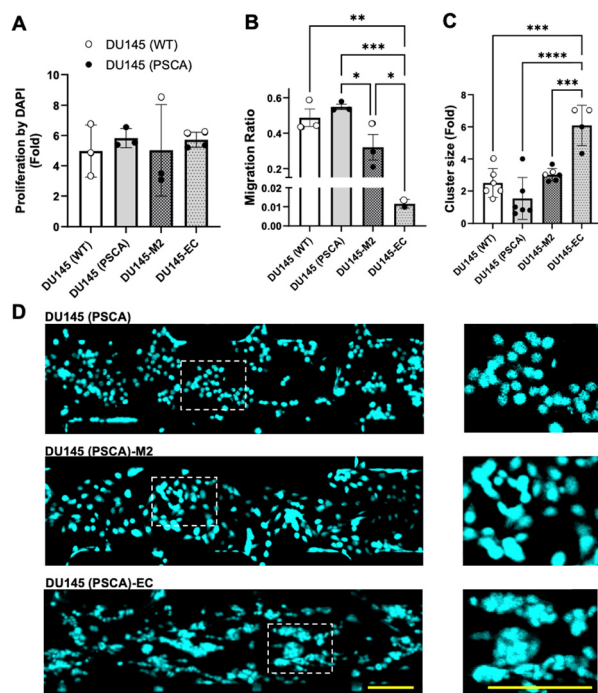 A
DU145 (WT)
DU145 (PSCA)
Proliferation by DAPI
(Fold)
10
8
6
4
2
0
DU145 (WT)
DU145 (PSCA)
DU145-M2
DU145-EC
B
**
***
*
*
Migration Ratio
0.6
0.4
0.2
0.01
0.00
DU145 (WT)
DU145 (PSCA)
DU145-M2
DU145-EC
C
***
****
***
Cluster size (Fold)
8
6
4
2
0
DU145 (WT)
DU145 (PSCA)
DU145-M2
DU145-EC
D
DU145 (PSCA)
DU145 (PSCA)-M2
DU145 (PSCA)-EC